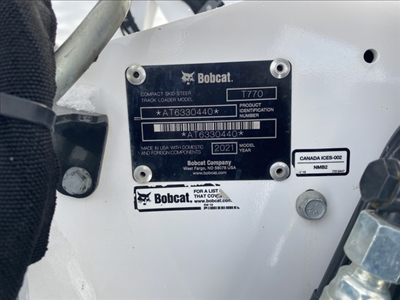 Bobcat.
COMPACT SKID STEER
TRACK LOADER MODEL
T770
*AT6330440*
PRODUCT
IDENTIFICATION
NUMBER
*AT6330440*
MADE IN USA WITH DOMESTIC
AND FOREIGN COMPONENTS
2021
MODEL
YEAR
Bobcat Company
West Fargo, ND 58078 USA
www.bobcat.com
CANADA ICES-002
NMB2
Bobcat.
FOR A LIST
THAT
www.bobcat.com